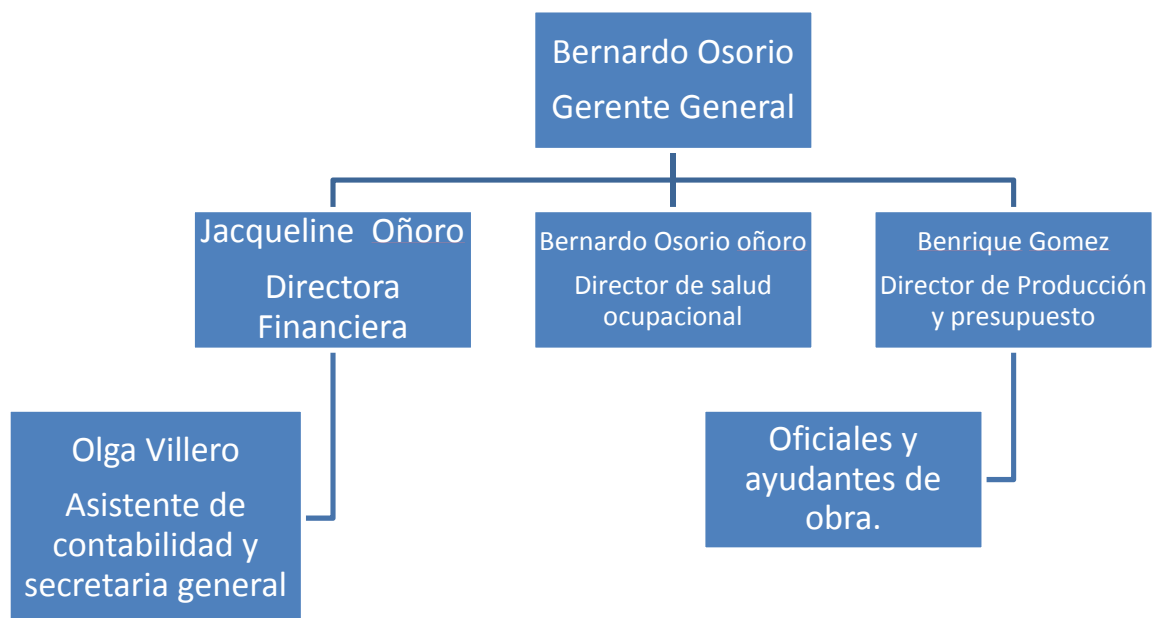 Bernardo Osorio
Gerente General
Jacqueline Oñoro
Directora
Financiera
Bernardo Osorio oñoro
Director de salud
ocupacional
Benrique Gomez
Director de Producción
y presupuesto
Olga Villero
Asistente de
contabilidad y
secretaria general
Oficiales y
ayudantes de
obra.